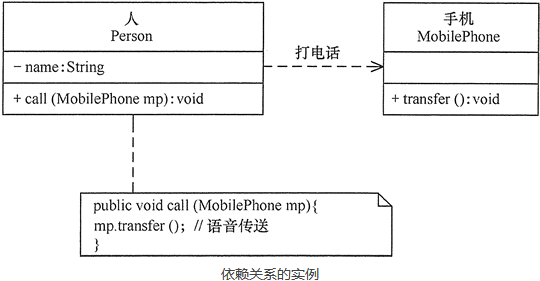 人
Person
- name:String
+ call (MobilePhone mp):void
打电话
手机
MobilePhone
+ transfer ():void
public void call (MobilePhone mp){
mp.transfer (); // 语音传送
}
依赖关系的实例